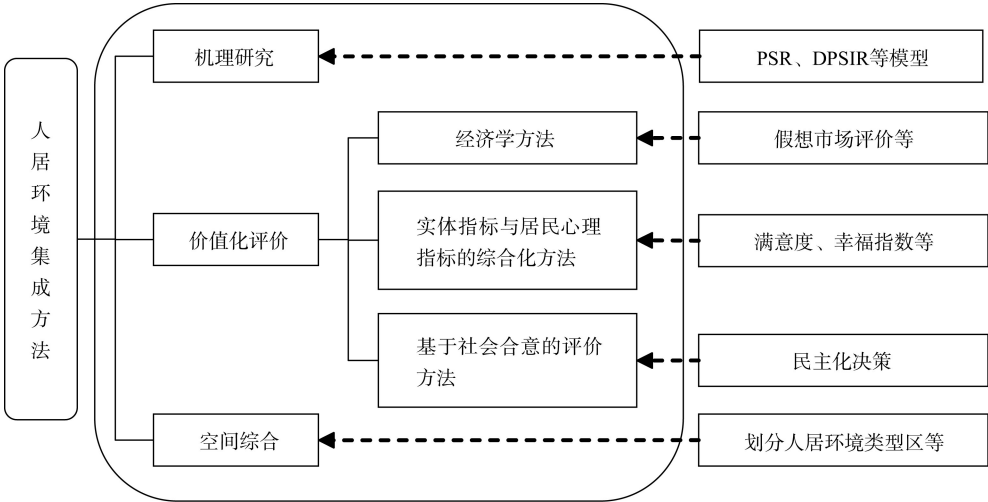 人居环境集成方法
机理研究
PSR、DPSIR等模型
价值化评价
经济学方法
假想市场评价等
实体指标与居民心理
指标的综合化方法
满意度、幸福指数等
基于社会合意的评价
方法
民主化决策
空间综合
划分人居环境类型区等